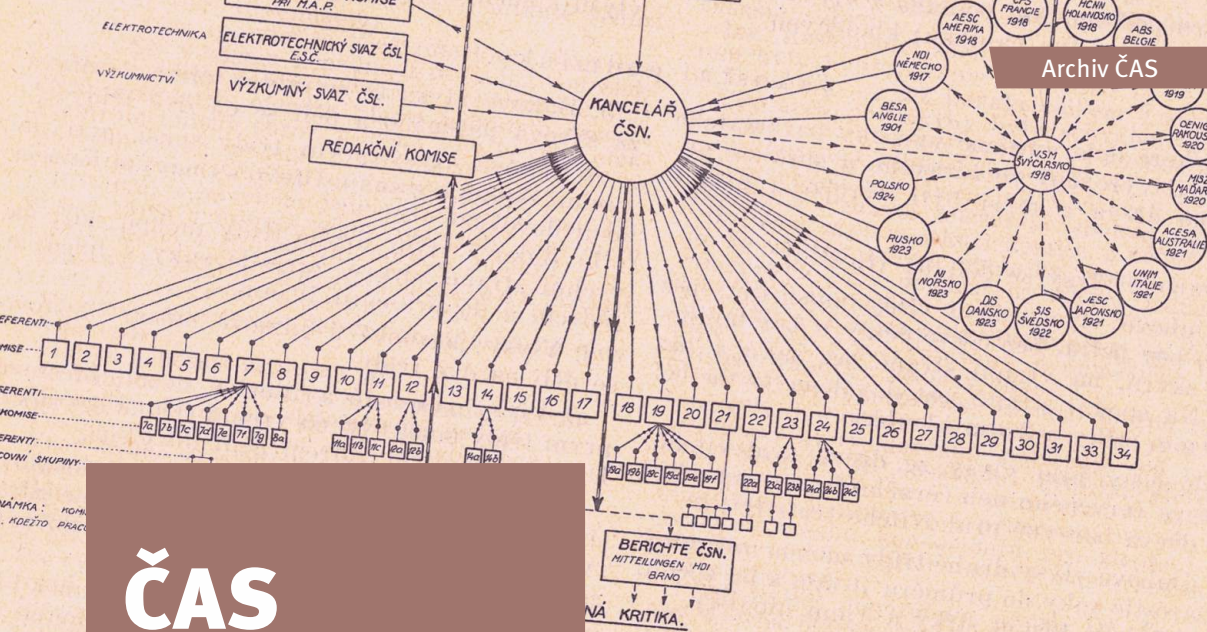 PŘI M.A.P.
ELEKTROTECHNIKA
ELEKTROTECHNICKÝ SVAZ ČSL
E.S.Č.
VÝZKUMNICTVÍ
VÝZKUMNÝ SVAZ ČSL.
REDAKČNÍ KOMISE
KANCELÁŘ
ČSN.
AESC
AMERIKA
1918
FRANCIE
1918
HCNN
HOLANDSKO
1918
ABS
BELGIE
Archiv ČAS
NDI
NĚMECKO
1917
1919
BESA
ANGLIE
1901
1920
V.S.M
ŠVÝCARSKO
1918
POLSKO
1924
1920
RUSKO
1923
ACESA
AUSTRALIE
1921
NI
NORSKO
1923
UNIM
ITALIE
1921
DIS
DANSKO
1923
SIS
ŠVÉDSKO
1922
JESC
JAPONSKO
1921
1 2 3 4 5 6 7 8 9 10 11 12 13 14 15 16 17 18 19 20 21 22 23 24 25 26 27 28 29 30 31 33 34
7a 7b 7c 7d 7e 7f 7g 8a 11a 11b 11c 12a 12b 14a 14b 19a 19b 19c 19d 19e 19f 22a 23a 23b 24a 24b 24c
BERICHTE ČSN.
MITTEILUNGEN HDI
BRNO
KRITIKA.
ČAS